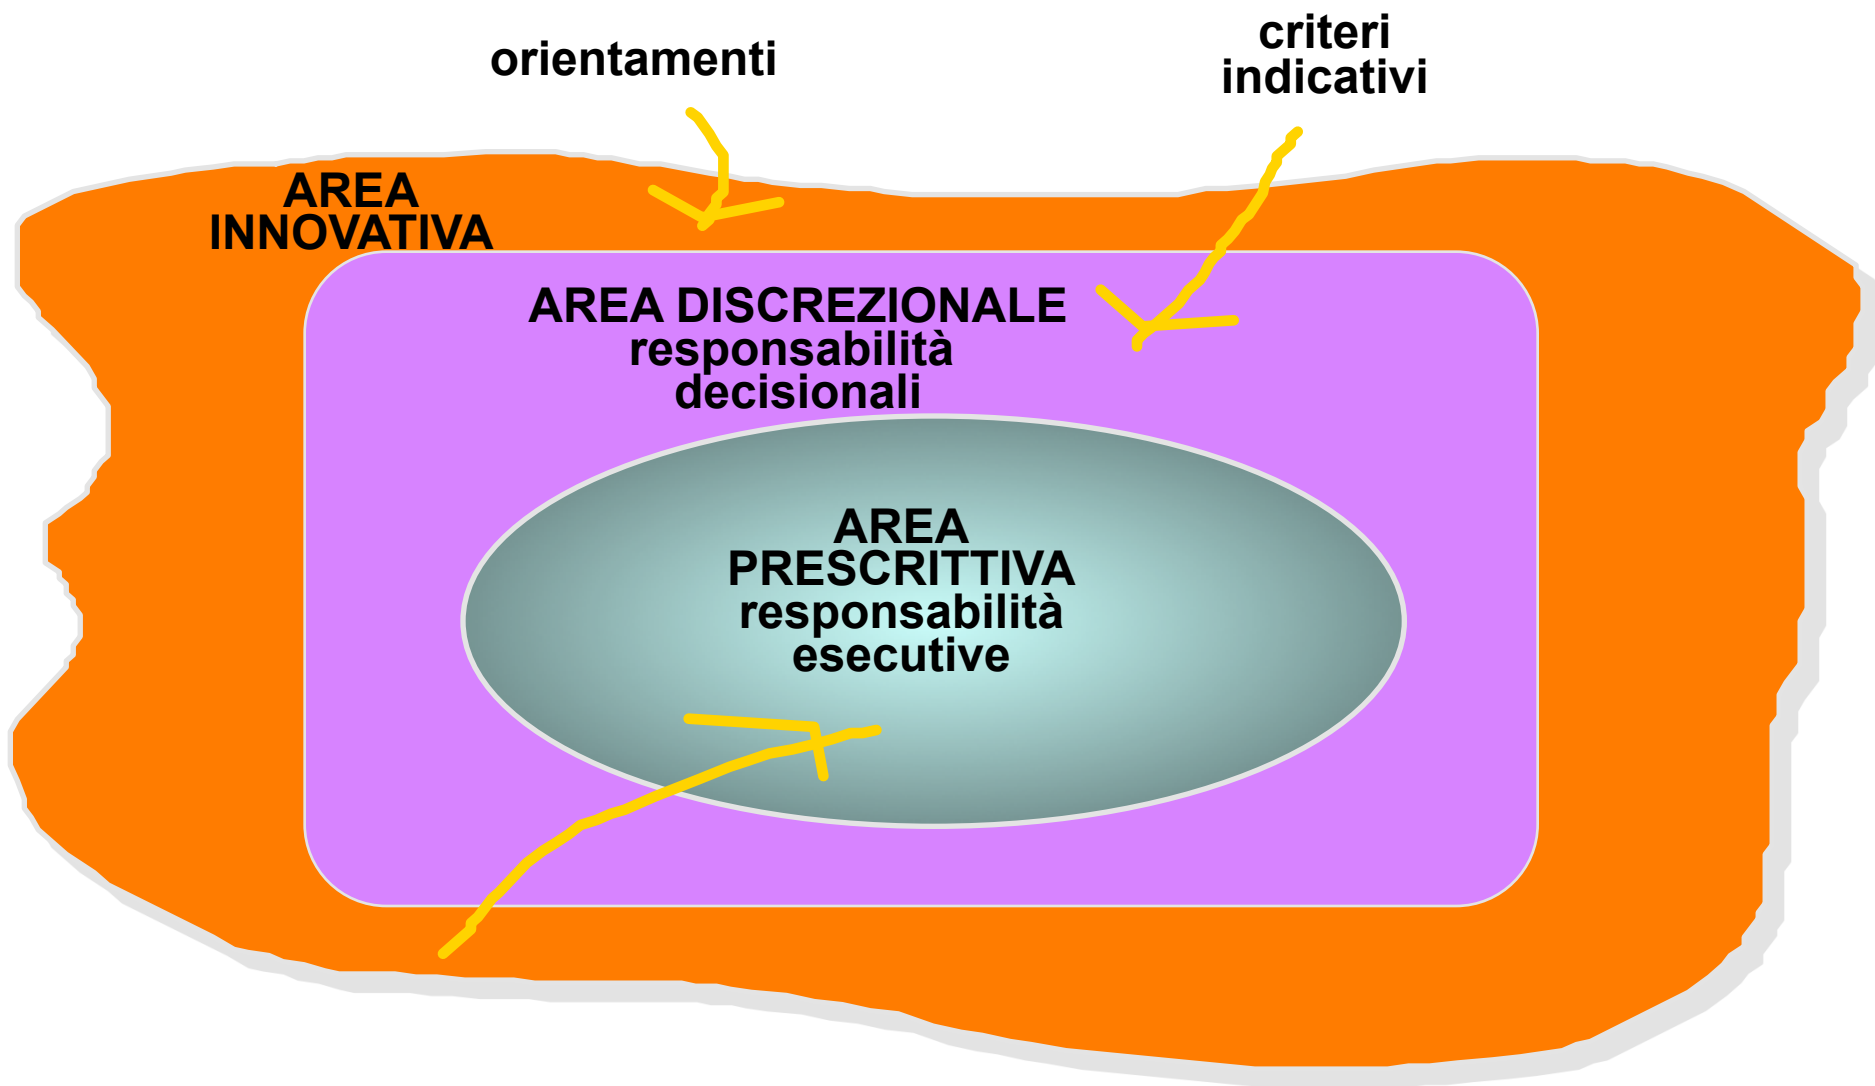 orientamenti
criteri
indicativi
AREA
INNOVATIVA
AREA DISCREZIONALE
responsabilità
decisionali
AREA
PRESCRITTIVA
responsabilità
esecutive